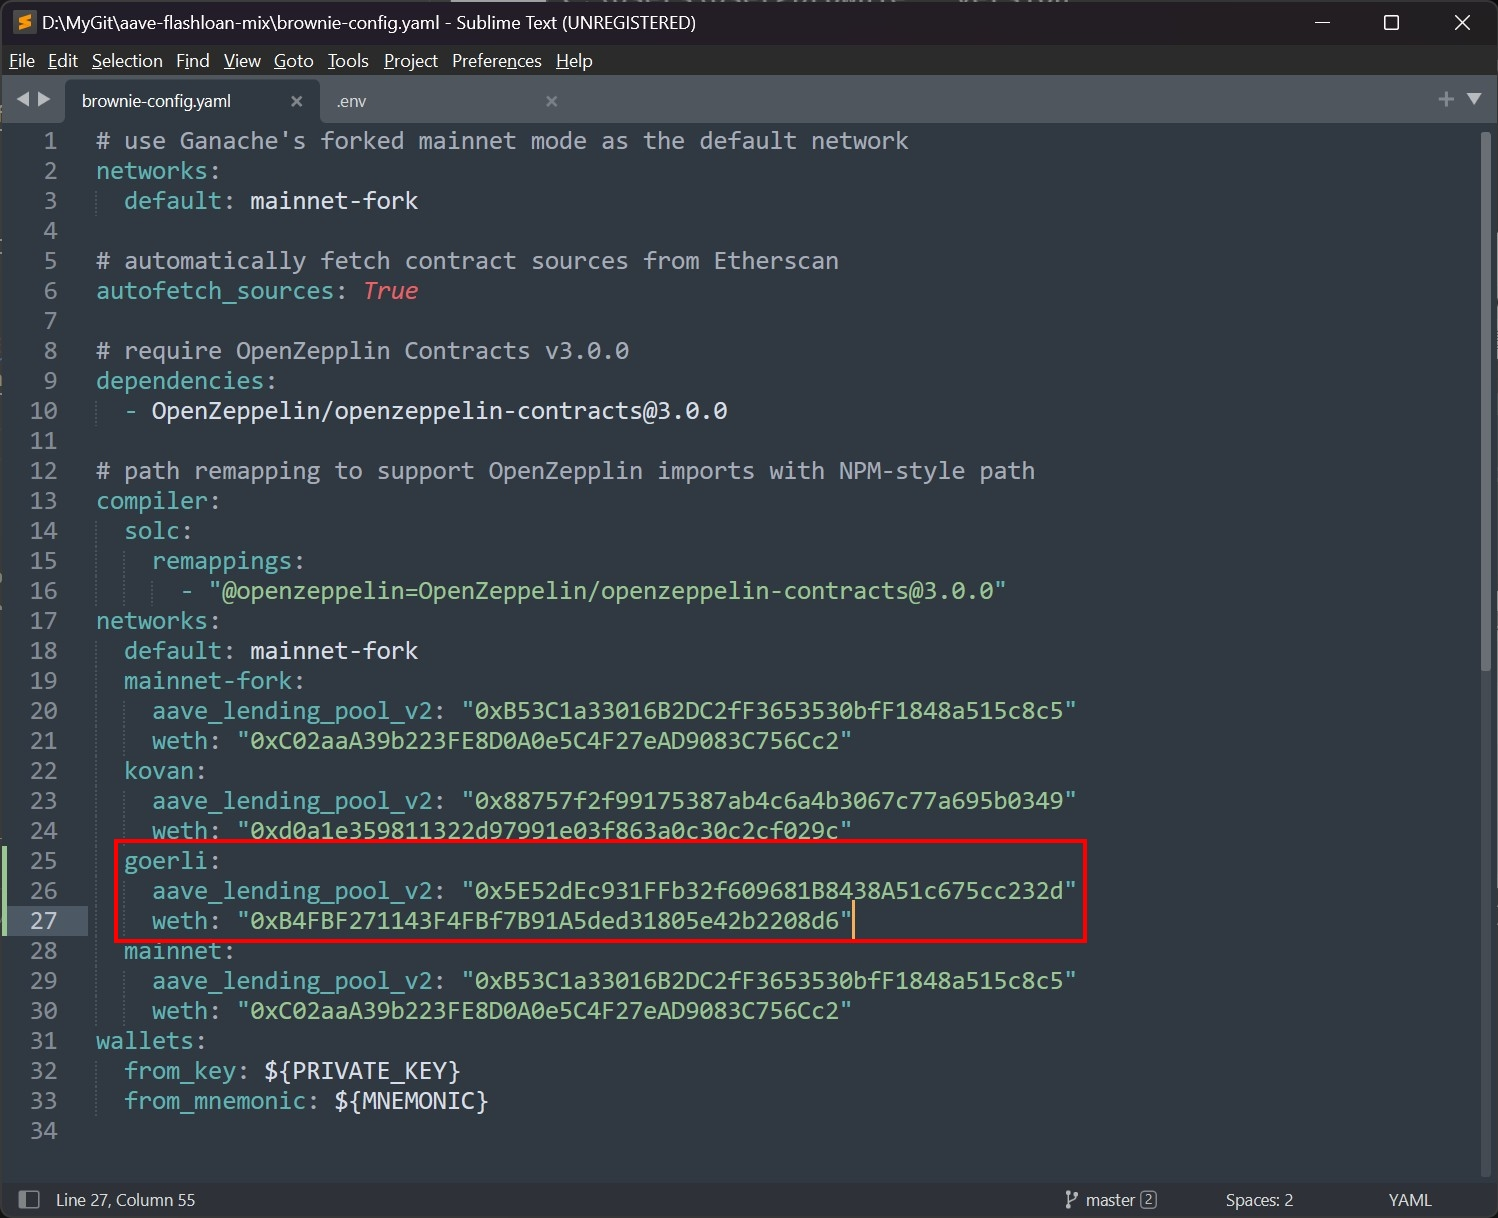 D:\MyGit\aave-flashloan-mix\brownie-config.yaml - Sublime Text (UNREGISTERED)
File Edit Selection Find View Goto Tools Project Preferences Help
brownie-config.yaml .env
1 # use Ganache's forked mainnet mode as the default network
2 networks:
3 default: mainnet-fork
4
5 # automatically fetch contract sources from Etherscan
6 autofetch_sources: True
7
8 # require OpenZepplin Contracts v3.0.0
9 dependencies:
10 - OpenZeppelin/openzeppelin-contracts@3.0.0
11
12 # path remapping to support OpenZepplin imports with NPM-style path
13 compiler:
14 solc:
15 remappings:
16 - "@openzeppelin=OpenZeppelin/openzeppelin-contracts@3.0.0"
17 networks:
18 default: mainnet-fork
19 mainnet-fork:
20 aave_lending_pool_v2: "0xB53C1a33016B2DC2fF3653530bfF1848a515c8c5"
21 weth: "0xC02aaA39b223FE8D0A0e5C4F27eAD9083C756Cc2"
22 kovan:
23 aave_lending_pool_v2: "0x88757f2f99175387ab4c6a4b3067c77a695b0349"
24 weth: "0xd0a1e359811322d97991e03f863a0c30c2cf029c"
25 goerli:
26 aave_lending_pool_v2: "0x5E52dEc931FFb32f609681B8438A51c675cc232d"
27 weth: "0xB4FBF271143F4FBf7B91A5ded31805e42b2208d6"
28 mainnet:
29 aave_lending_pool_v2: "0xB53C1a33016B2DC2fF3653530bfF1848a515c8c5"
30 weth: "0xC02aaA39b223FE8D0A0e5C4F27eAD9083C756Cc2"
31 wallets:
32 from_key: ${PRIVATE_KEY}
33 from_mnemonic: ${MNEMONIC}
34
Line 27, Column 55 master 2 Spaces: 2 YAML